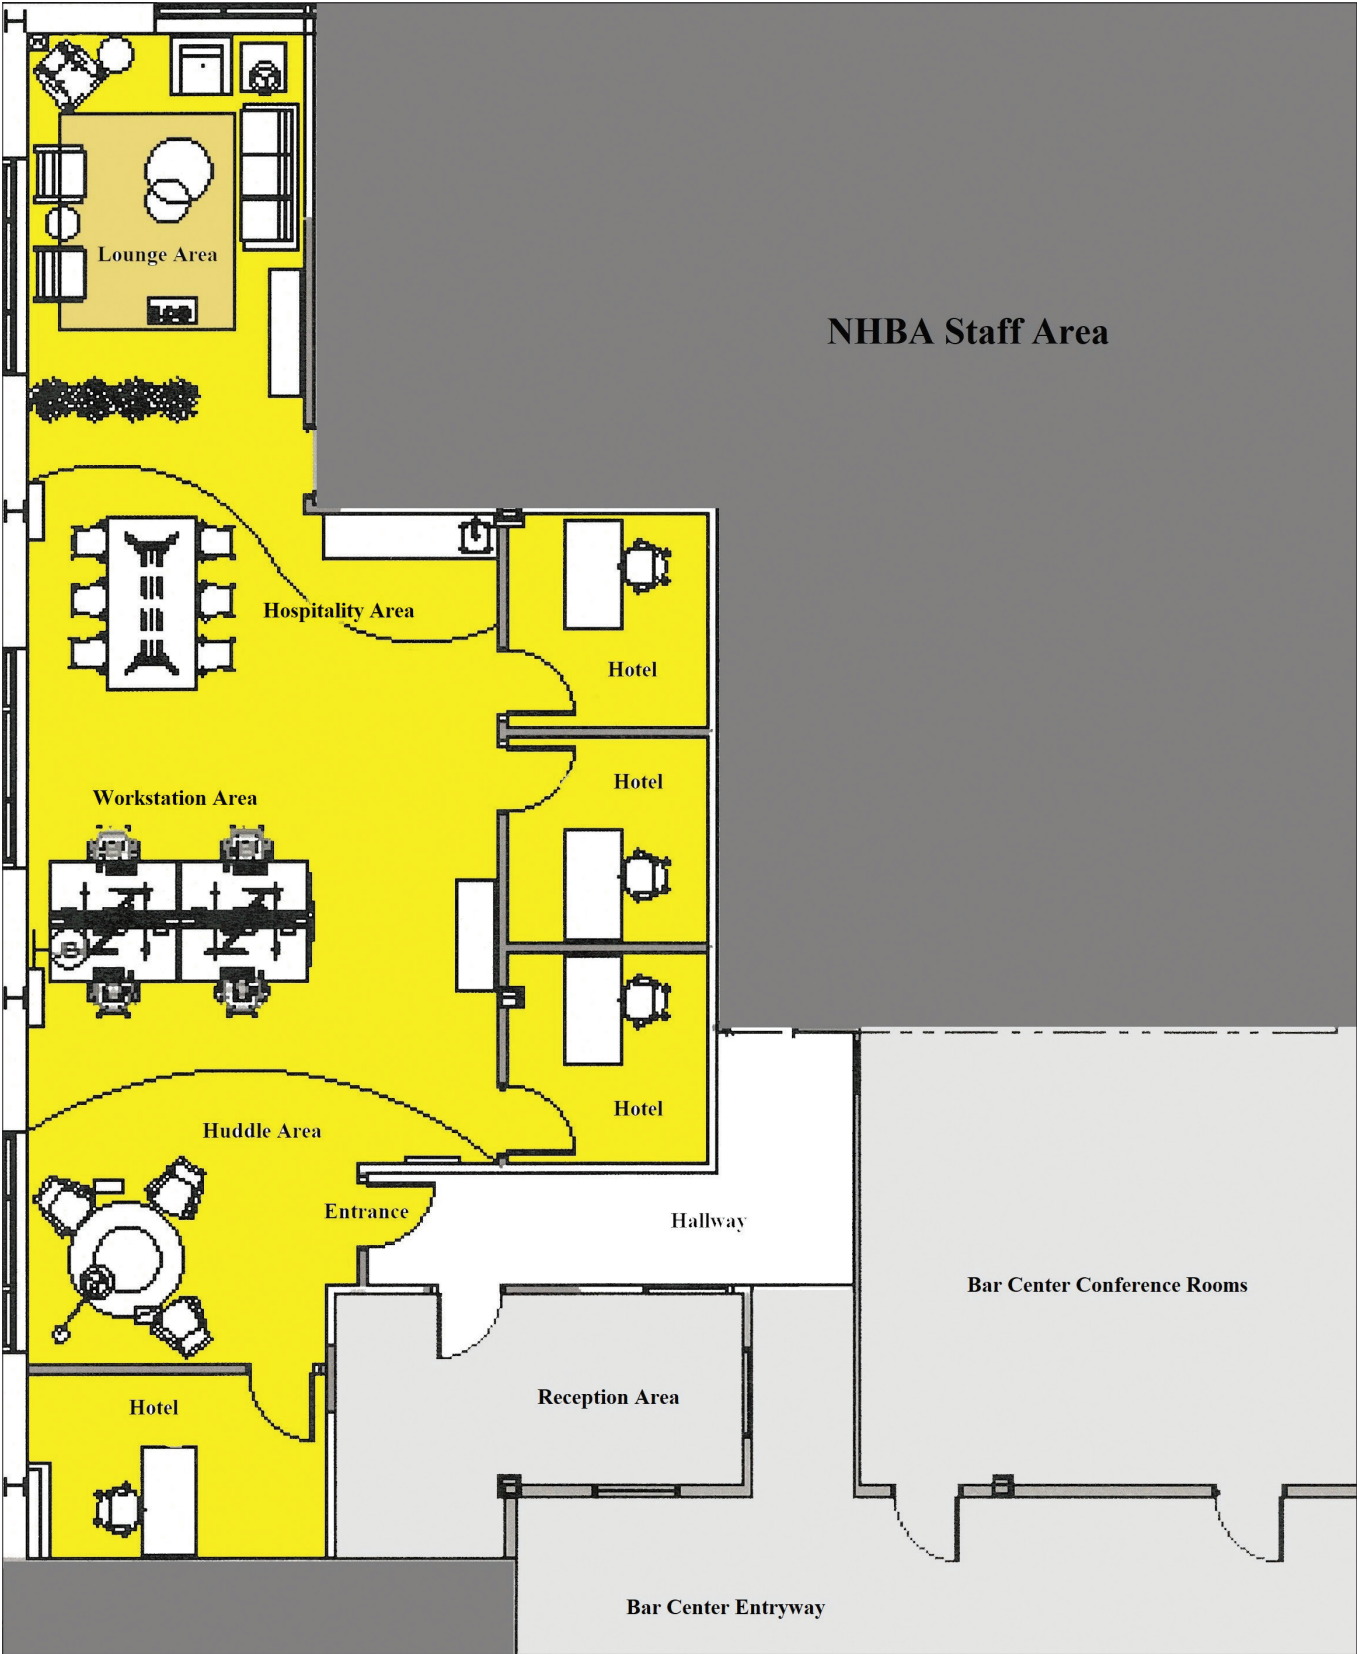 Lounge Area
NHBA Staff Area
Hospitality Area
Hotel
Hotel
Workstation Area
Hotel
Huddle Area
Entrance
Hallway
Bar Center Conference Rooms
Reception Area
Hotel
Bar Center Entryway